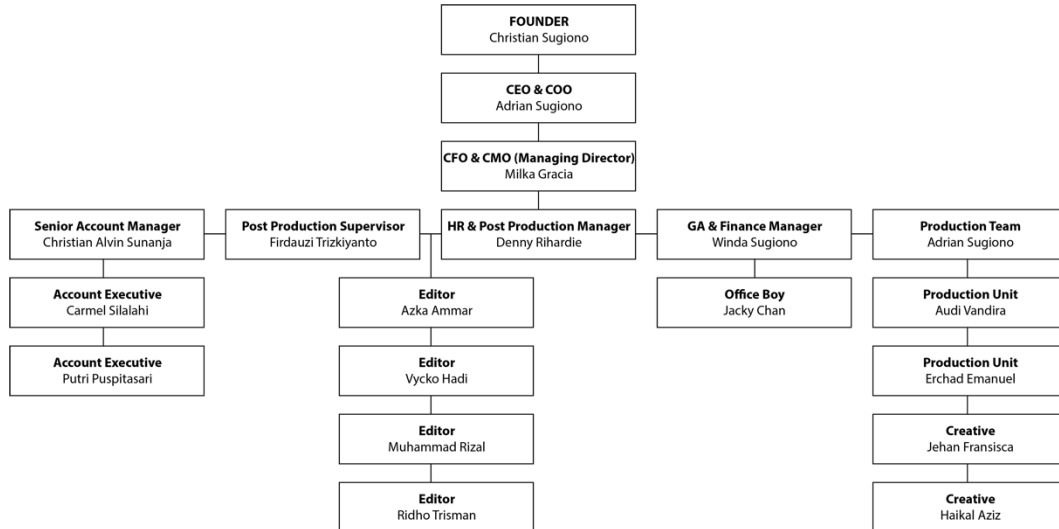 FOUNDER
Christian Sugiono
CEO & COO
Adrian Sugiono
CFO & CMO (Managing Director)
Milka Gracia
Senior Account Manager
Christian Alvin Sunanja
Post Production Supervisor
Firdauzi Trizkiyanto
HR & Post Production Manager
Denny Rihardie
GA & Finance Manager
Winda Sugiono
Production Team
Adrian Sugiono
Account Executive
Carmel Silalahi
Editor
Azka Ammar
Office Boy
Jacky Chan
Production Unit
Audi Vandira
Account Executive
Putri Puspitasari
Editor
Vycko Hadi
Production Unit
Erchad Emanuel
Editor
Muhammad Rizal
Creative
Jehan Fransisca
Editor
Ridho Trisman
Creative
Haikal Aziz